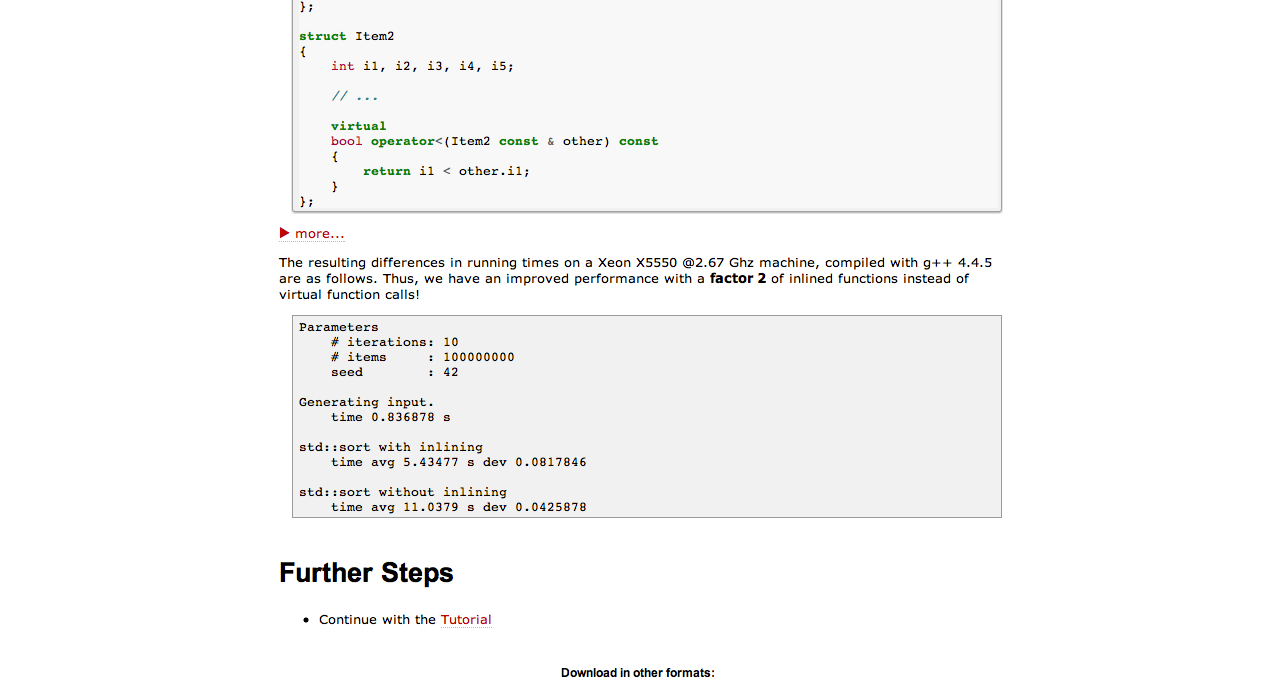 };
struct Item2
{
int i1, i2, i3, i4, i5;
// ...
virtual
bool operator<(Item2 const & other) const
{
return i1 < other.i1;
}
};
▶ more...
The resulting differences in running times on a Xeon X5550 @2.67 Ghz machine, compiled with g++ 4.4.5
are as follows. Thus, we have an improved performance with a factor 2 of inlined functions instead of
virtual function calls!
Parameters
# iterations: 10
# items : 100000000
seed : 42
Generating input.
time 0.836878 s
std::sort with inlining
time avg 5.43477 s dev 0.0817846
std::sort without inlining
time avg 11.0379 s dev 0.0425878
Further Steps
• Continue with the Tutorial
Download in other formats: